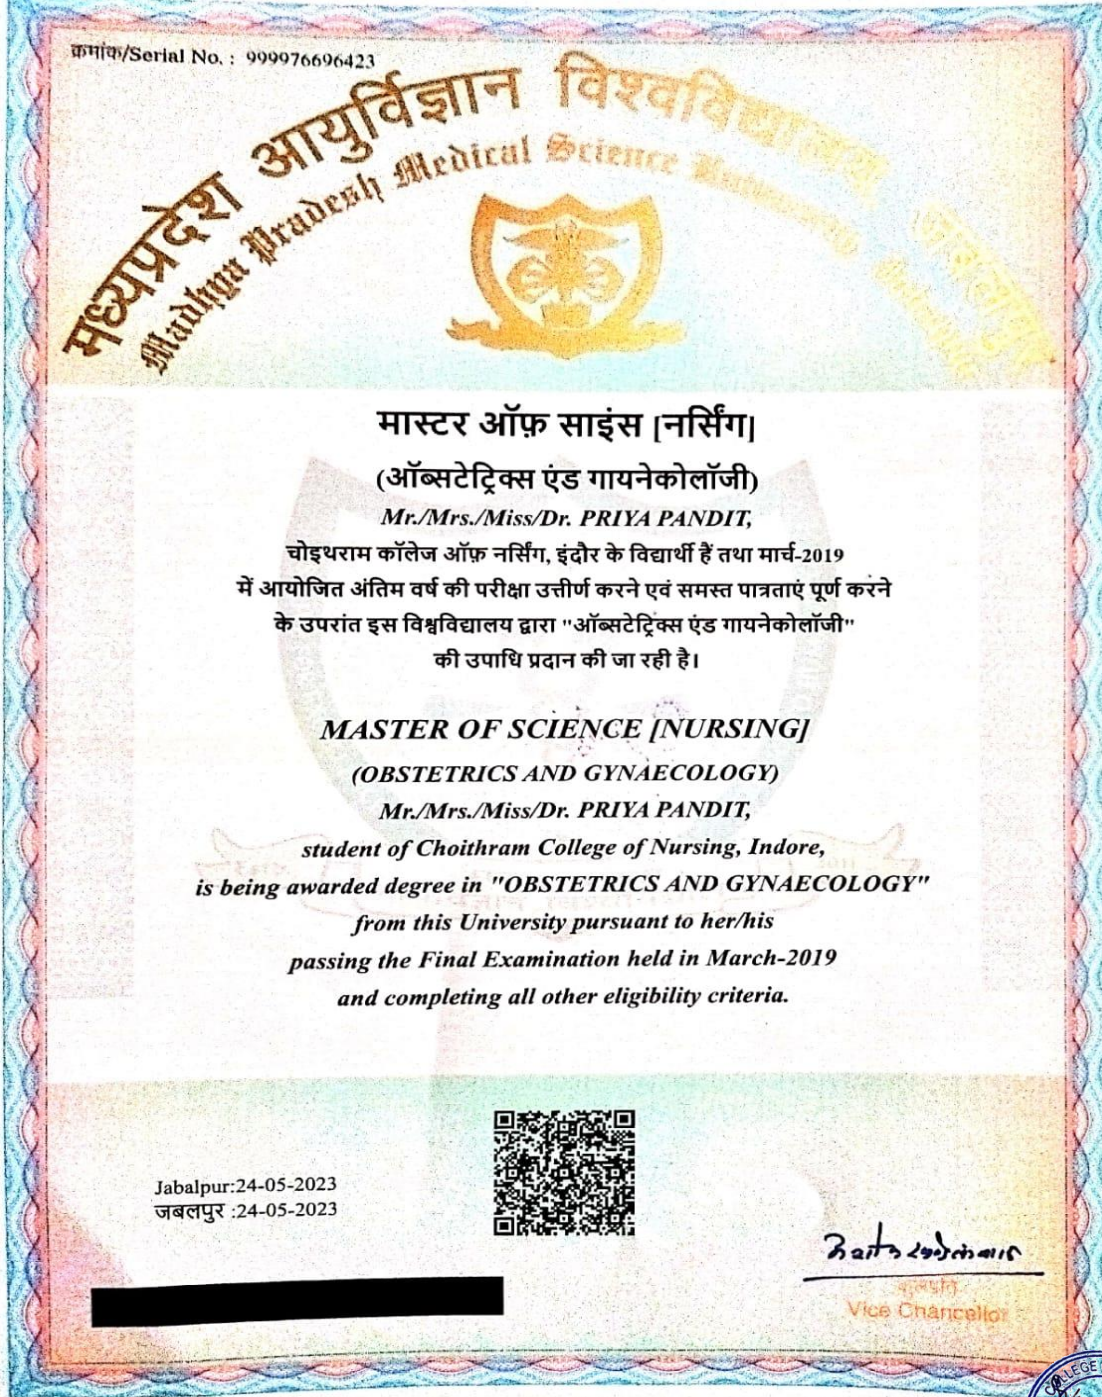 क्रमांक/Serial No. : 999976696423
मध्यप्रदेश आयुर्विज्ञान विश्वविद्यालय, जबलपुर
Madhya Pradesh Medical Science University
मास्टर ऑफ़ साइंस [नर्सिंग]
(ऑब्सटेट्रिक्स एंड गायनेकोलॉजी)
Mr./Mrs./Miss/Dr. PRIYA PANDIT,
चोइथराम कॉलेज ऑफ़ नर्सिंग, इंदौर के विद्यार्थी हैं तथा मार्च-2019
में आयोजित अंतिम वर्ष की परीक्षा उत्तीर्ण करने एवं समस्त पात्रताएं पूर्ण करने
के उपरांत इस विश्वविद्यालय द्वारा "ऑब्सटेट्रिक्स एंड गायनेकोलॉजी"
की उपाधि प्रदान की जा रही है।
MASTER OF SCIENCE [NURSING]
(OBSTETRICS AND GYNAECOLOGY)
Mr./Mrs./Miss/Dr. PRIYA PANDIT,
student of Choithram College of Nursing, Indore,
is being awarded degree in "OBSTETRICS AND GYNAECOLOGY"
from this University pursuant to her/his
passing the Final Examination held in March-2019
and completing all other eligibility criteria.
Jabalpur:24-05-2023
जबलपुर :24-05-2023
कुलपति
Vice Chancellor
COLLEGE